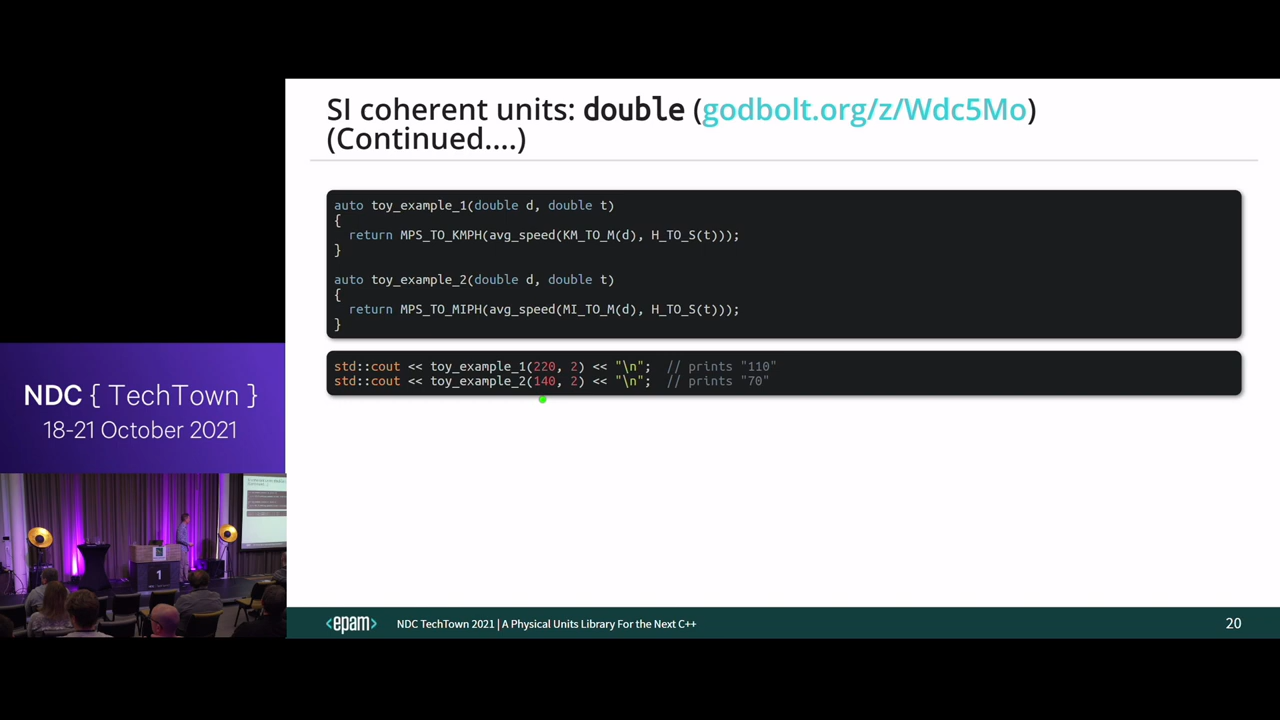 SI coherent units: double (godbolt.org/z/Wdc5Mo)
(Continued....)
auto toy_example_1(double d, double t)
{
  return MPS_TO_KMPH(avg_speed(KM_TO_M(d), H_TO_S(t)));
}
auto toy_example_2(double d, double t)
{
  return MPS_TO_MIPH(avg_speed(MI_TO_M(d), H_TO_S(t)));
}
std::cout << toy_example_1(220, 2) << "\n";  // prints "110"
std::cout << toy_example_2(140, 2) << "\n";  // prints "70"
NDC { TechTown }
18-21 October 2021
1
<epam>
NDC TechTown 2021 | A Physical Units Library For the Next C++
20